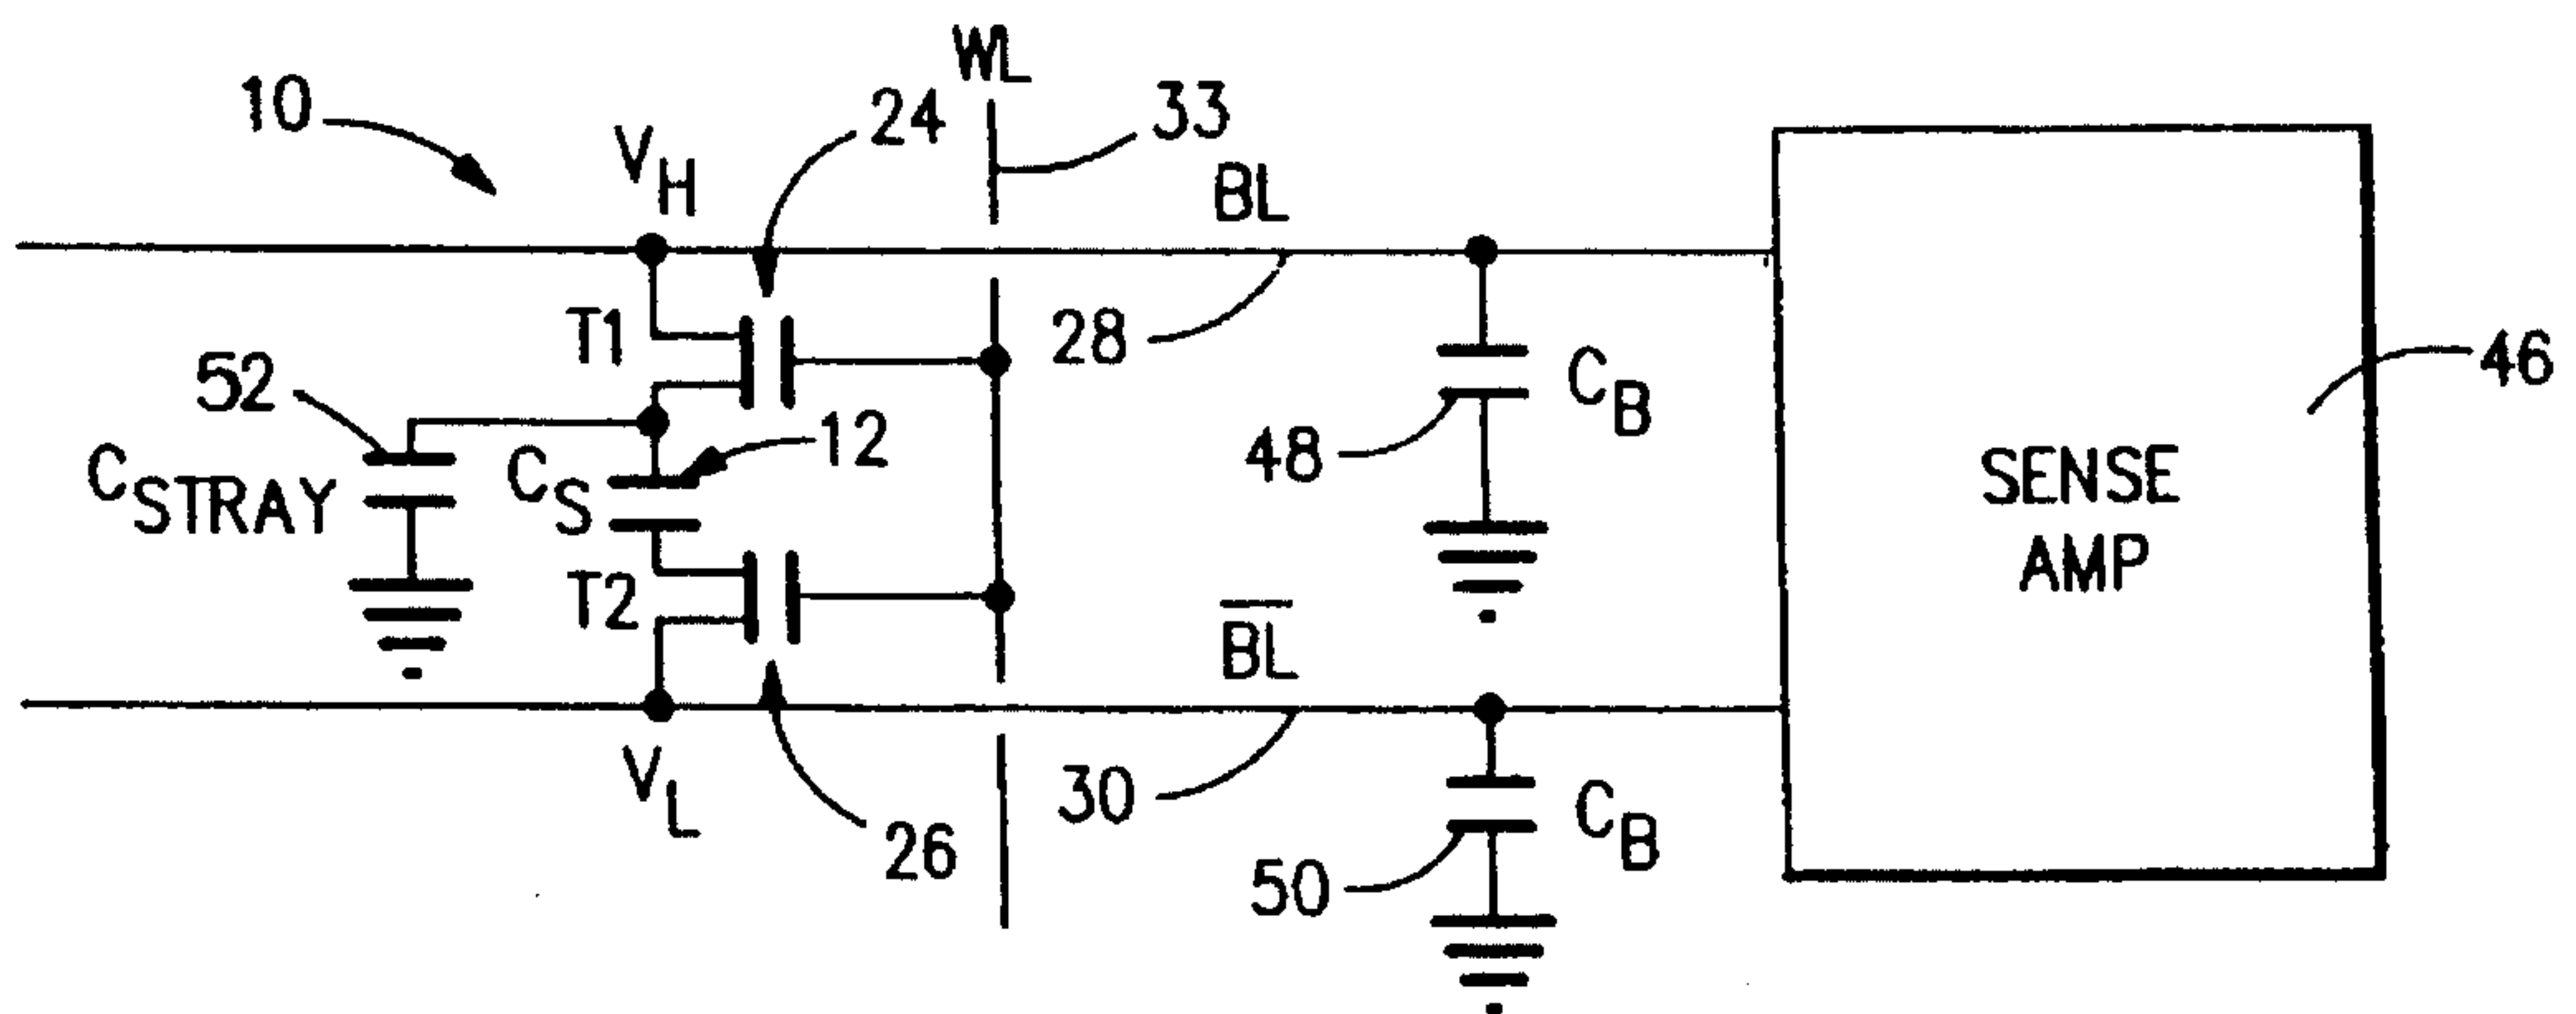 WL
10
33
24
V_H
BL
T1
28
52
C_B
46
12
C_STRAY
C_S
48
SENSE
AMP
T2
B̅L̅
V_L
30
26
C_B
50